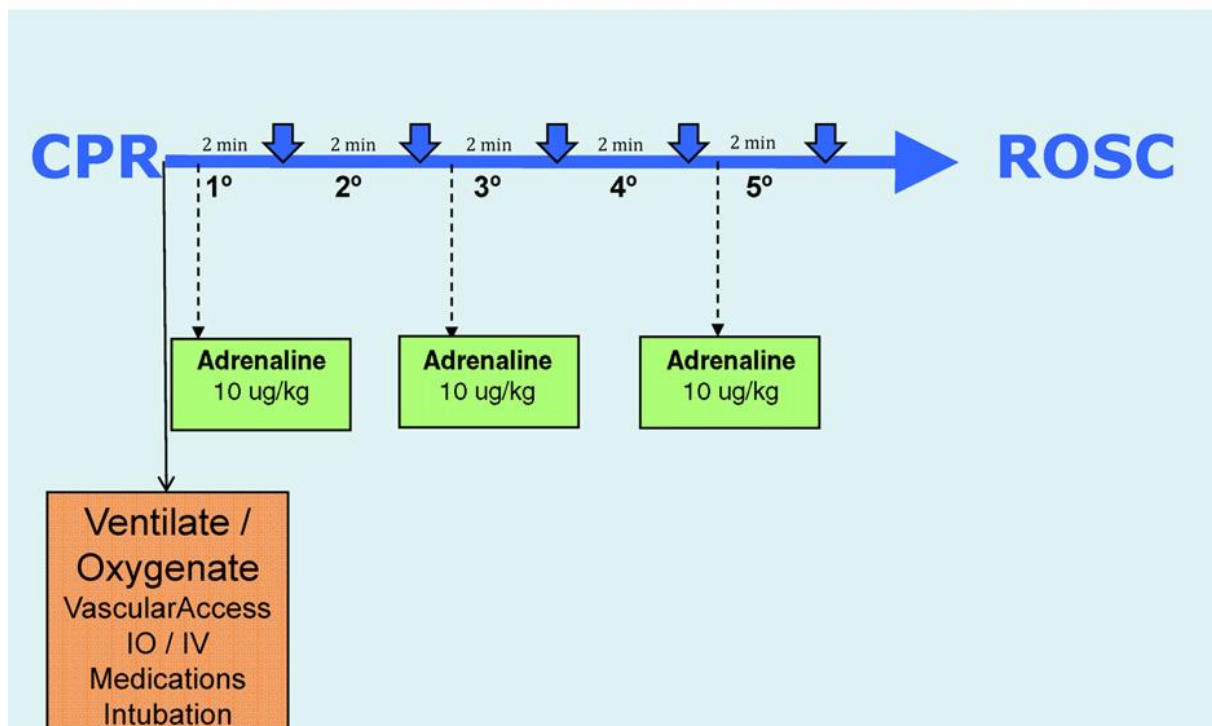 CPR
2 min
2 min
2 min
2 min
2 min
ROSC
1º
2º
3º
4º
5º
Adrenaline
10 ug/kg
Adrenaline
10 ug/kg
Adrenaline
10 ug/kg
Ventilate /
Oxygenate
VascularAccess
IO / IV
Medications
Intubation